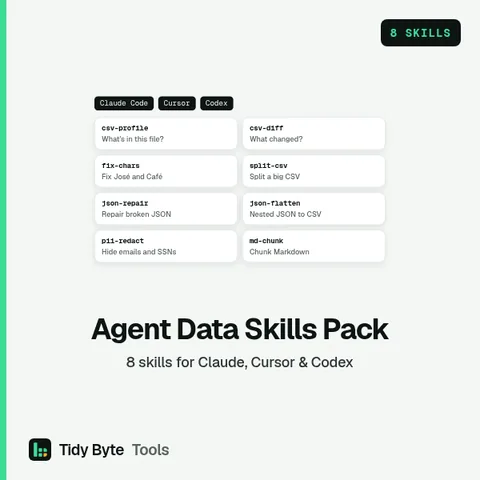 8 SKILLS
Claude Code Cursor Codex
csv-profile
What's in this file?
csv-diff
What changed?
fix-chars
Fix José and Café
split-csv
Split a big CSV
json-repair
Repair broken JSON
json-flatten
Nested JSON to CSV
pii-redact
Hide emails and SSNs
md-chunk
Chunk Markdown
Agent Data Skills Pack
8 skills for Claude, Cursor & Codex
Tidy Byte Tools